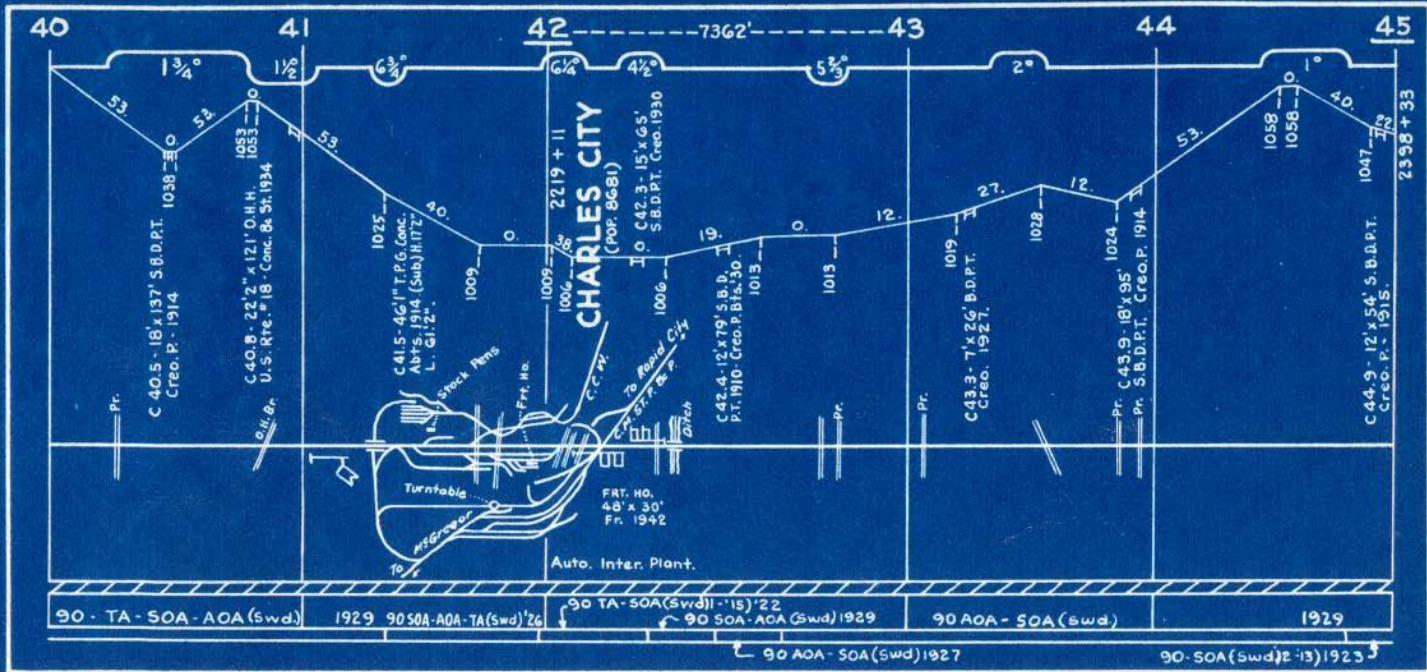 40 41 42 7362' 43 44 45
1 3/4° 1 1/2° 6 3/4° 6 1/4° 4 1/2° 5 2/3° 2° 1°
53. 0. 53. 0. 53. 40. 0. 38. 19. 0. 12. 27. 12. 53. 0. 40.
1038
1053
1053
1025
1009
1009
1006
1006
1013
1013
1019
1028
1024
1058
1058
1047
C 40.5 - 18' x 137' S.B.D.P.T.
Creo. P. - 1914
C 40.8 - 22'2" x 121' O.H.H.
U.S. Rte. #18 - Conc. & St. 1934
C 41.5 - 46'1" T.P.G. Conc.
Abts. 1914 (Sub.) H. 17'2"
L. 61'2".
2219 + 11
CHARLES CITY
(POP. 8681)
C 42.3 - 15' x 65'
S.B.D.P.T. Creo. 1930
C 42.4 - 12' x 79' S.B.D.
P.T. 1910 - Creo. P. Bts. '30.
C 43.3 - 7' x 26' B.D.P.T.
Creo. 1927.
C 43.9 - 18' x 95'
S.B.D.P.T. Creo. P. 1914
C 44.9 - 12' x 54' S.B.D.P.T.
Creo. P. - 1915.
2398 + 33
Pr.
O.H. Br.
Stock Pens
Frt. Ho.
C.C.W.
To Rapid City
C.M. ST. P. & P.
Ditch
Pr.
Pr.
Pr.
Pr.
Turntable
To McGregor
FRT. HO.
48' x 30'
Fr. 1942
Auto. Inter. Plant.
90 - TA - SOA - AOA (Swd.) 1929
90 SOA - AOA - TA (Swd) '26
90 TA - SOA (Swd) 1 - '15) '22
90 SOA - AOA (Swd) 1929
90 AOA - SOA (Swd.) 1929
90 AOA - SOA (Swd) 1927
90 - SOA (Swd) 2 - 13) 1923